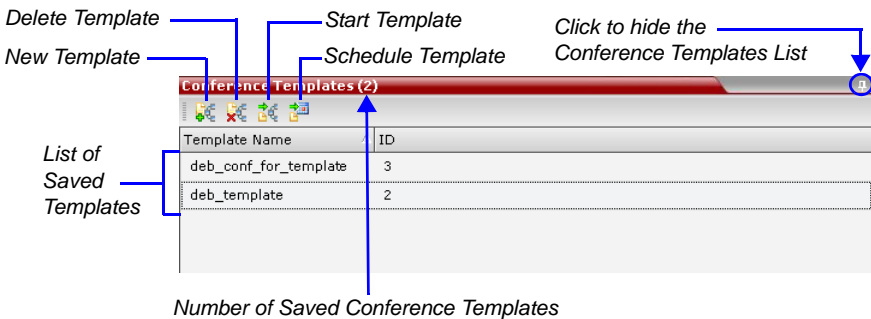 Delete Template
Start Template
Click to hide the
New Template
Schedule Template
Conference Templates List
Conference Templates (2)
Template Name
ID
List of
Saved
Templates
deb_conf_for_template
3
deb_template
2
Number of Saved Conference Templates